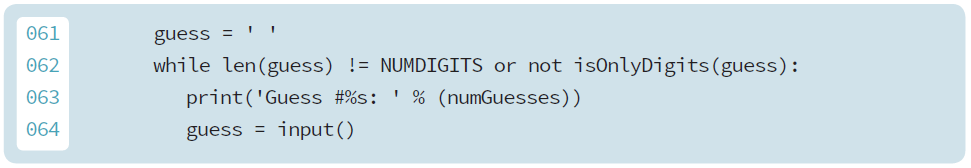 061 guess = ' '
062 while len(guess) != NUMDIGITS or not isOnlyDigits(guess):
063 print('Guess #%s: ' % (numGuesses))
064 guess = input()